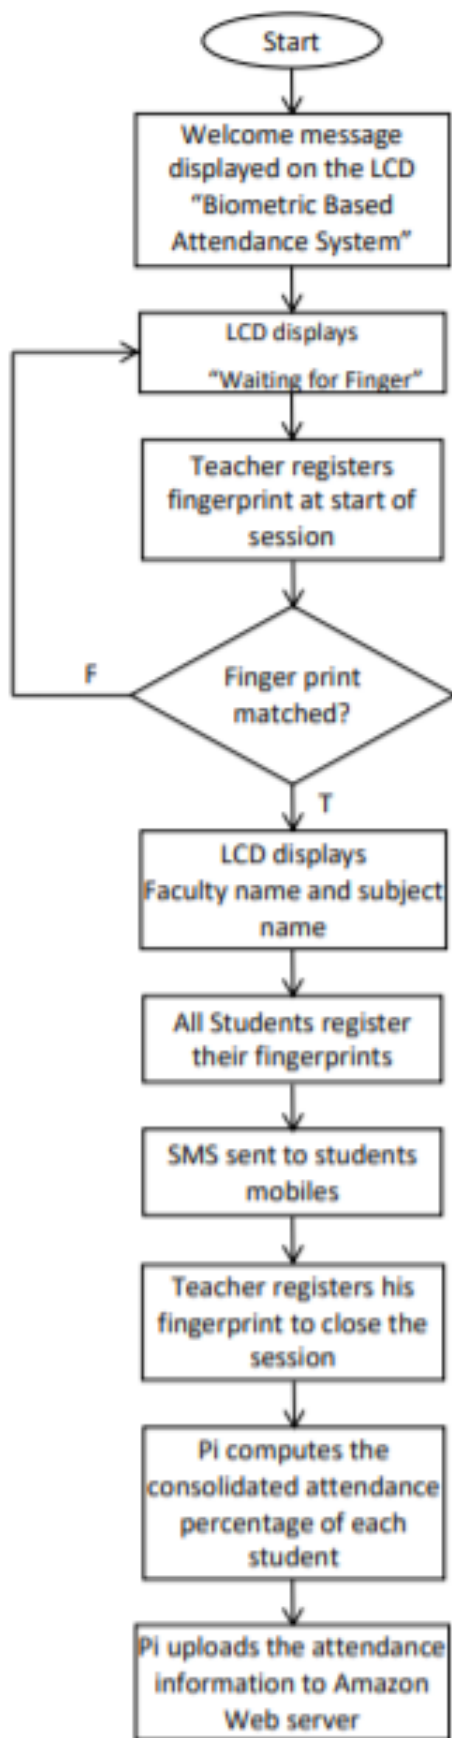 Start
Welcome message
displayed on the LCD
“Biometric Based
Attendance System”
LCD displays
“Waiting for Finger”
Teacher registers
fingerprint at start of
session
F
Finger print
matched?
T
LCD displays
Faculty name and subject
name
All Students register
their fingerprints
SMS sent to students
mobiles
Teacher registers his
fingerprint to close the
session
Pi computes the
consolidated attendance
percentage of each
student
Pi uploads the attendance
information to Amazon
Web server